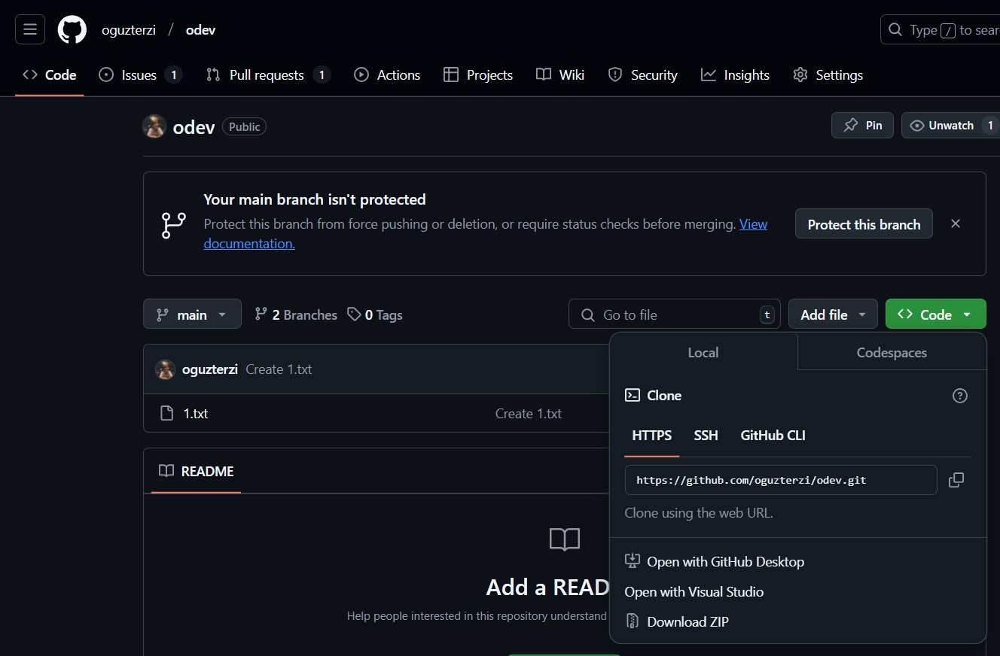 oguzterzi / odev
Type / to sear
Code Issues 1 Pull requests 1 Actions Projects Wiki Security Insights Settings
odev Public
Pin Unwatch 1
Your main branch isn't protected
Protect this branch from force pushing or deletion, or require status checks before merging. View
documentation.
Protect this branch
main 2 Branches 0 Tags
Go to file t
Add file
Code
Local Codespaces
oguzterzi Create 1.txt
1.txt Create 1.txt
README
Add a READ
Help people interested in this repository understand
Clone
HTTPS SSH GitHub CLI
https://github.com/oguzterzi/odev.git
Clone using the web URL.
Open with GitHub Desktop
Open with Visual Studio
Download ZIP